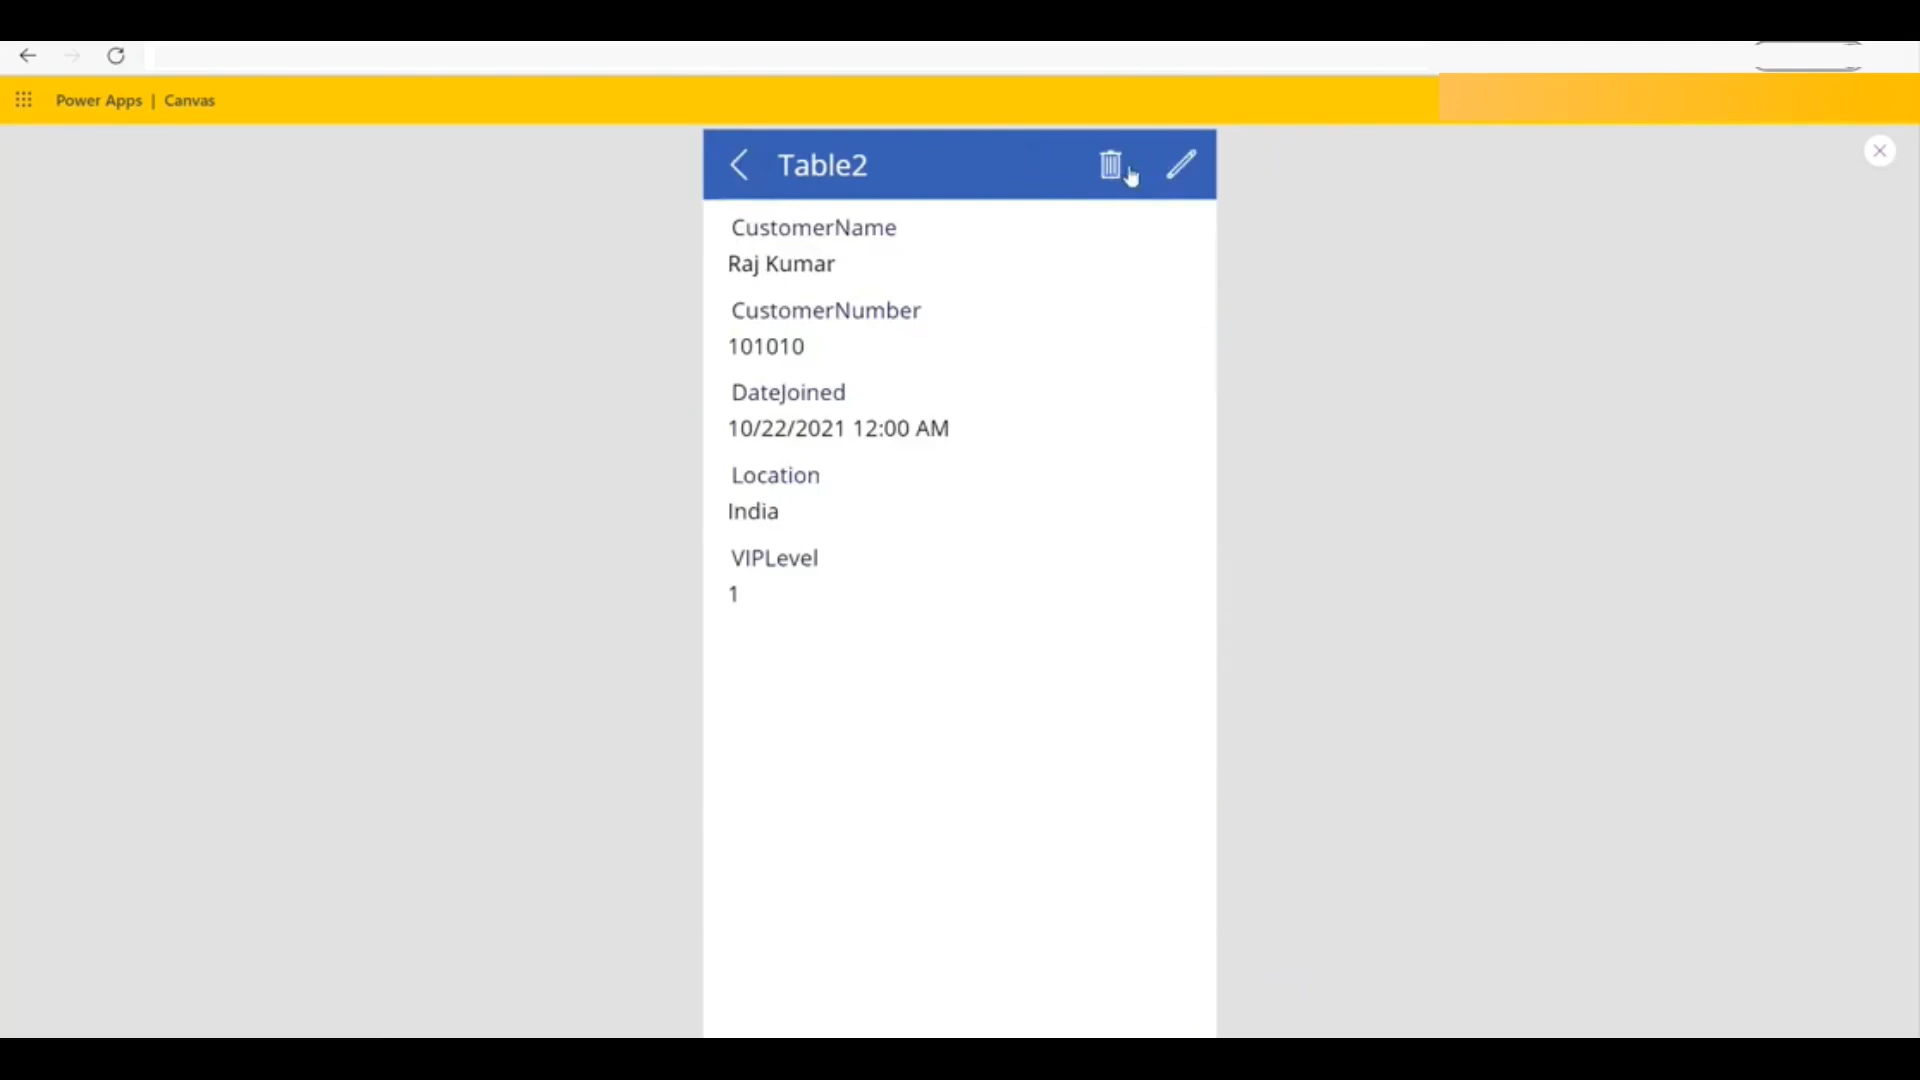 Power Apps | Canvas
Table2
CustomerName
Raj Kumar
CustomerNumber
101010
DateJoined
10/22/2021 12:00 AM
Location
India
VIPLevel
1